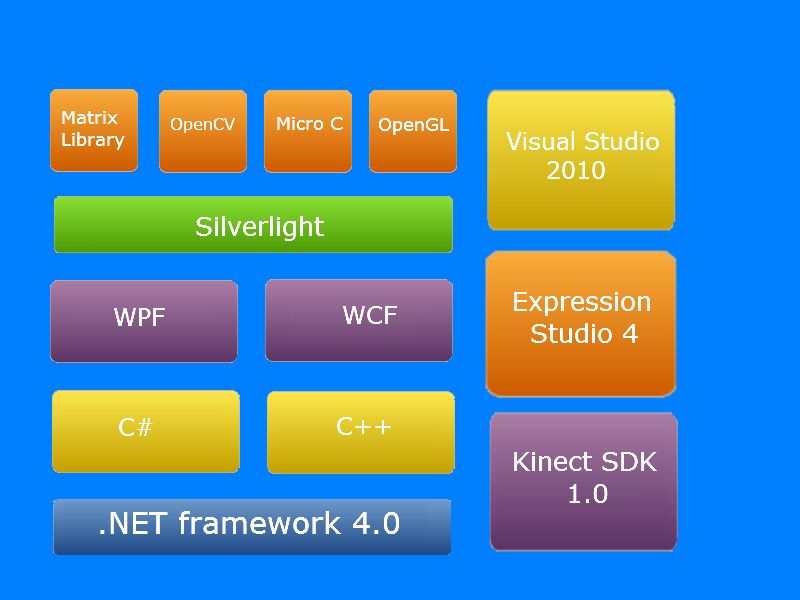 Matrix
Library
OpenCV
Micro C
OpenGL
Visual Studio
2010
Silverlight
Expression
Studio 4
WPF
WCF
C#
C++
Kinect SDK
1.0
.NET framework 4.0